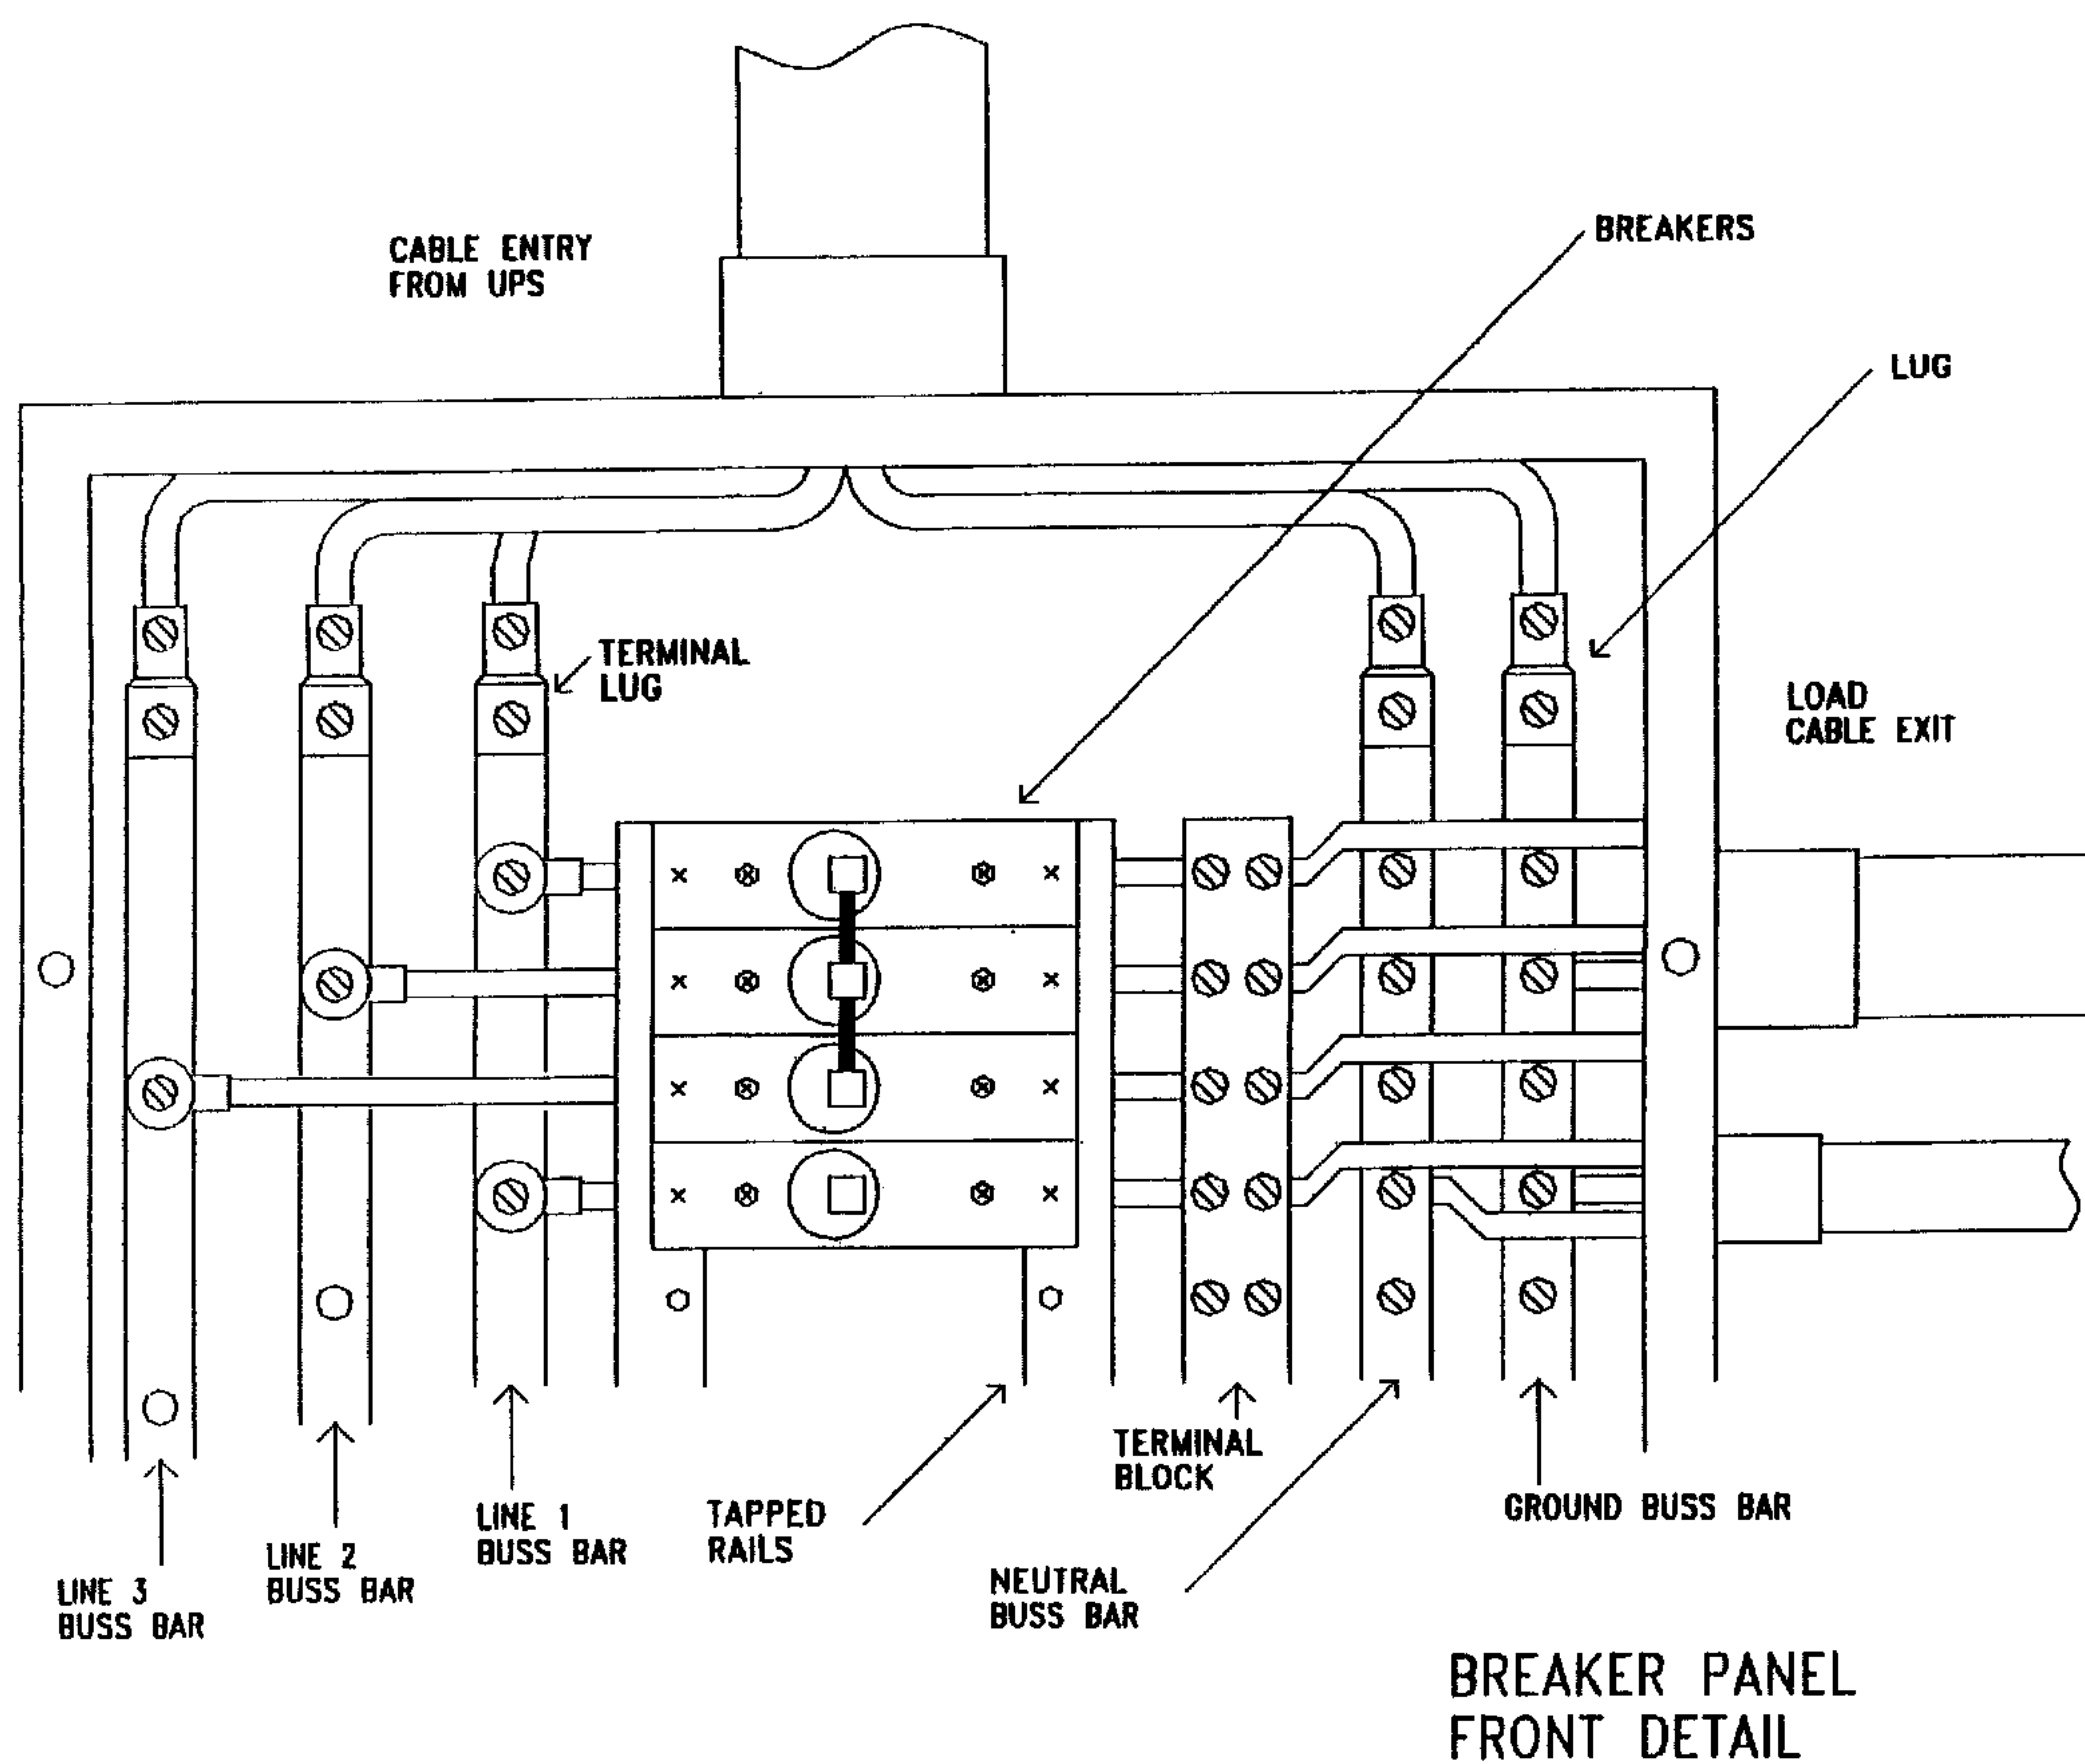 CABLE ENTRY
FROM UPS
BREAKERS
LUG
TERMINAL
LUG
LOAD
CABLE EXIT
TERMINAL
BLOCK
LINE 1
BUSS BAR
TAPPED
RAILS
GROUND BUSS BAR
LINE 2
BUSS BAR
LINE 3
BUSS BAR
NEUTRAL
BUSS BAR
BREAKER PANEL
FRONT DETAIL